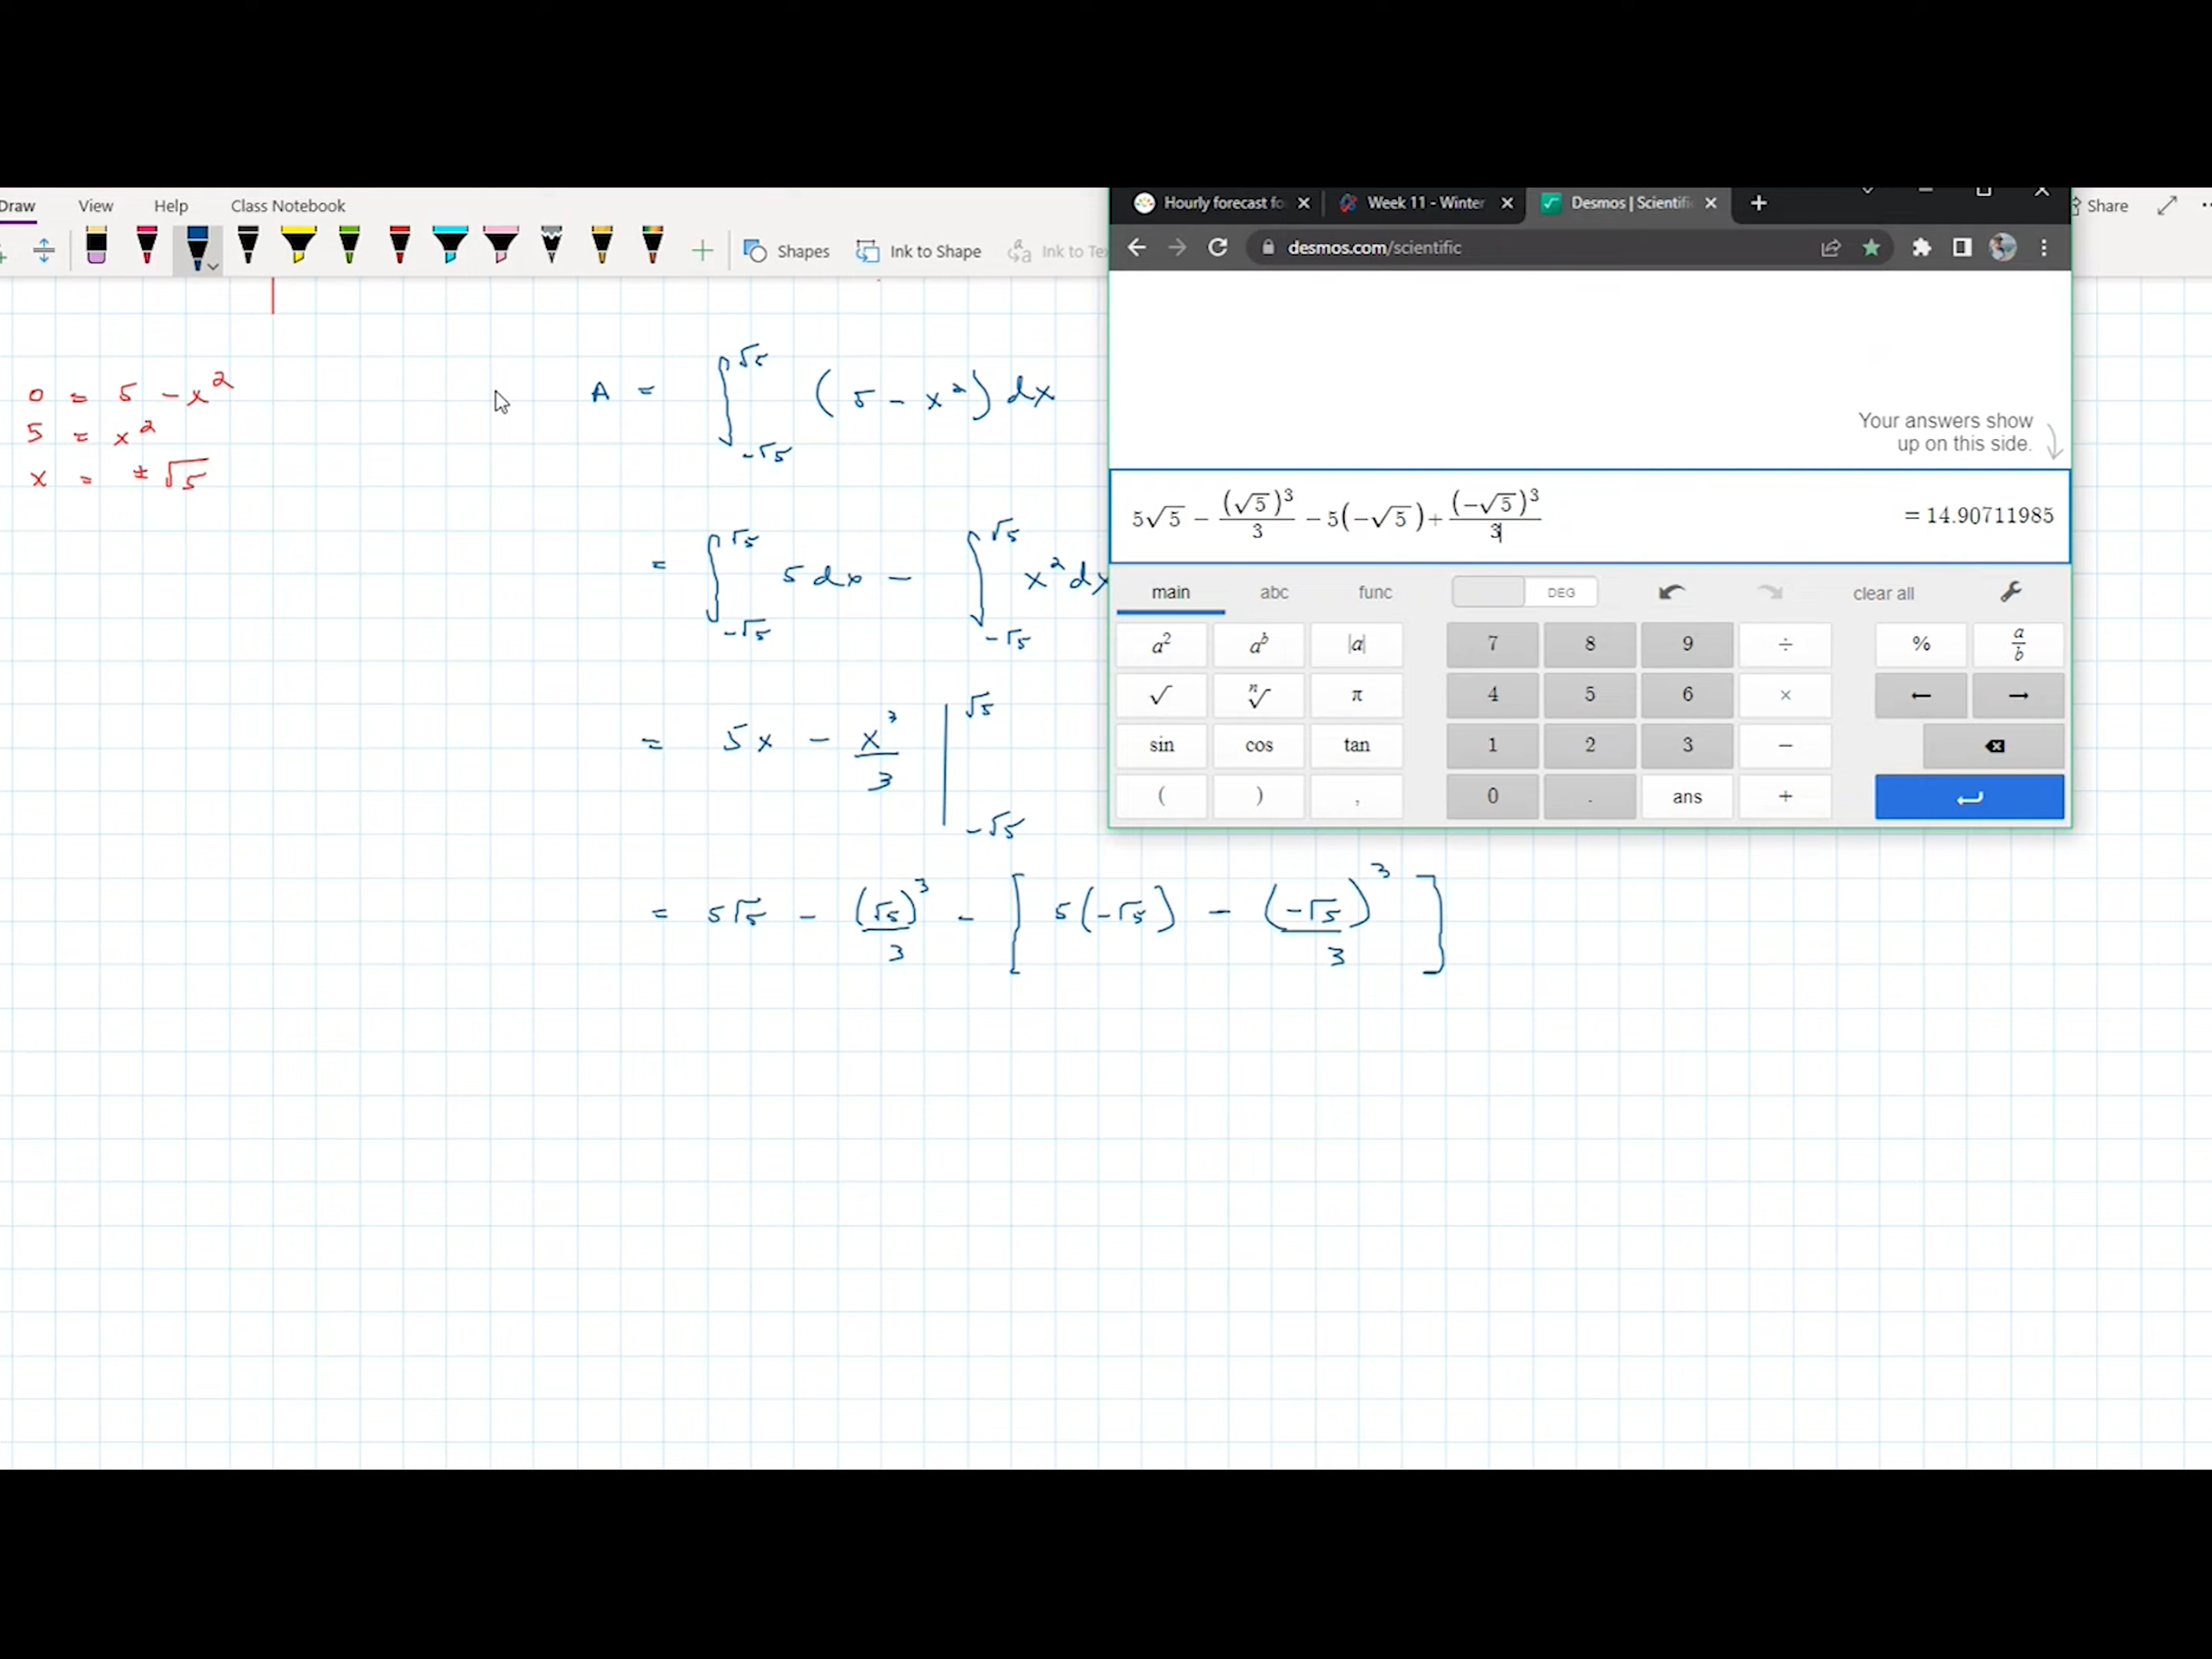 Draw View Help Class Notebook
Shapes Ink to Shape Ink to Te
Share
Hourly forecast fo Week 11 - Winter Desmos | Scientifi
desmos.com/scientific
0 = 5 - x²
5 = x²
x = ±√5
A = ∫_{-√5}^{√5} (5 - x²) dx
= ∫_{-√5}^{√5} 5 dx - ∫_{-√5}^{√5} x² dx
= 5x - x³/3 |_{-√5}^{√5}
= 5√5 - (√5)³/3 - [ 5(-√5) - (-√5)³/3 ]
Your answers show
up on this side.
5√5 - (√5)³/3 - 5(-√5) + (-√5)³/3 = 14.90711985
main abc func DEG clear all
a² a^b |a| 7 8 9 ÷ % a/b
√ ⁿ√ π 4 5 6 × ← →
sin cos tan 1 2 3 −
( ) , 0 . ans +